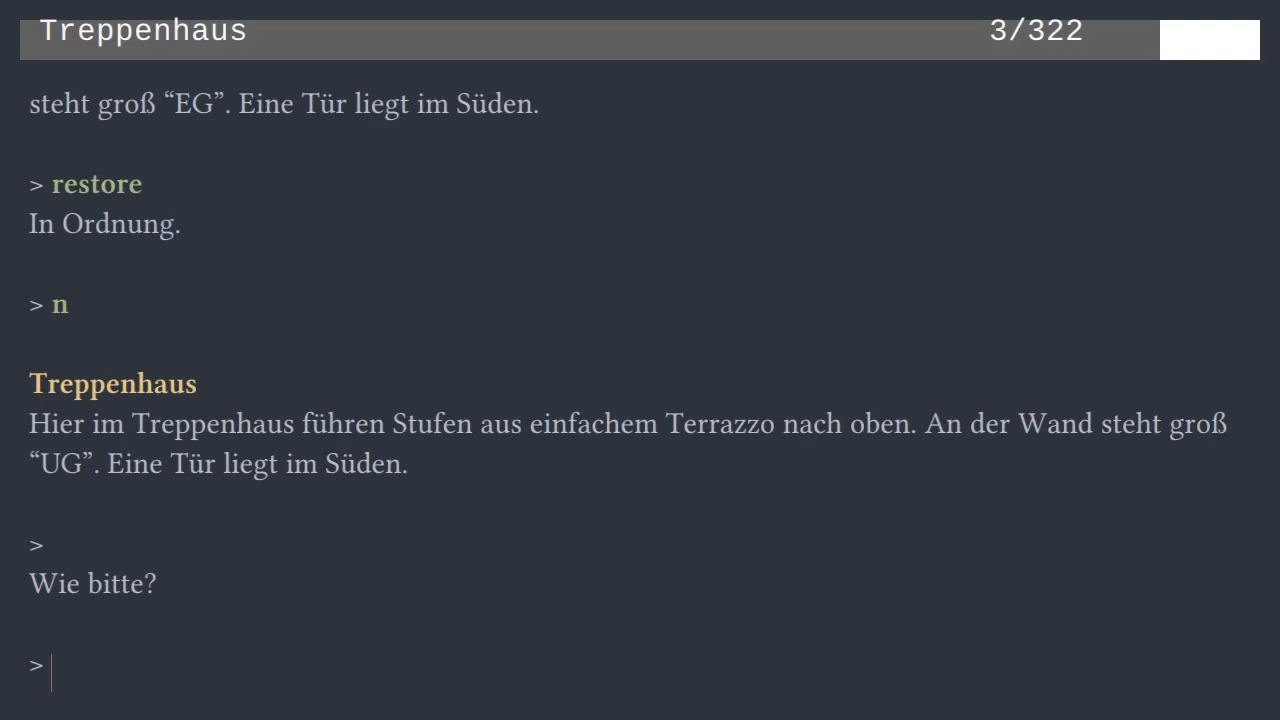 Treppenhaus 3/322
steht groß “EG”. Eine Tür liegt im Süden.
> restore
In Ordnung.
> n
Treppenhaus
Hier im Treppenhaus führen Stufen aus einfachem Terrazzo nach oben. An der Wand steht groß
“UG”. Eine Tür liegt im Süden.
>
Wie bitte?
>